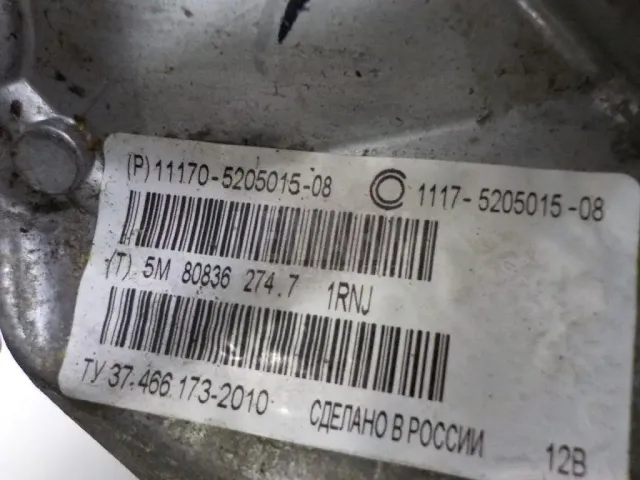 (P)11170-5205015-08 1117-5205015-08
(T) 5M 80836 274.7 1RNJ
ТУ 37.466.173-2010 СДЕЛАНО В РОССИИ 12В